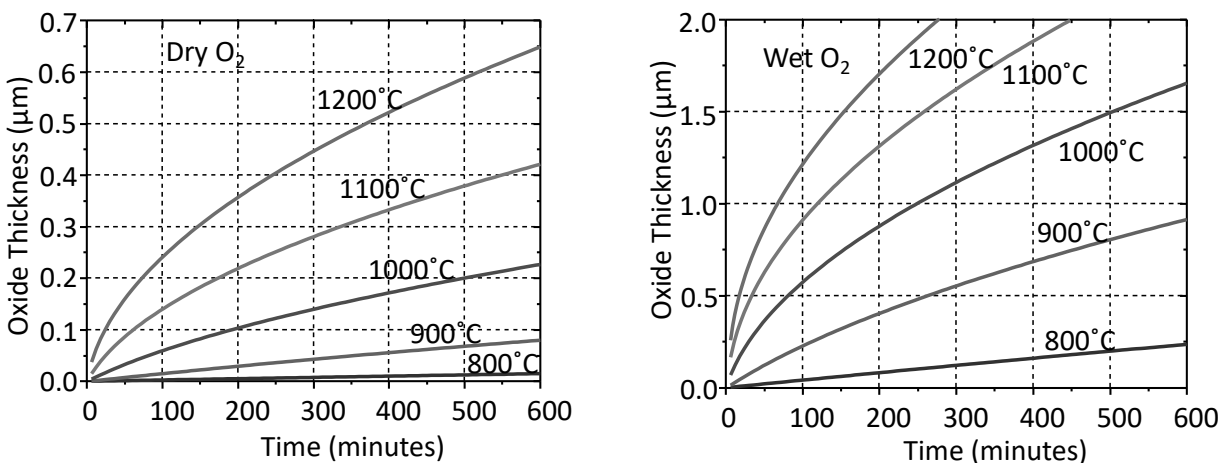 Dry O₂
Oxide Thickness (µm)
0.7
0.6
0.5
0.4
0.3
0.2
0.1
0.0
1200˚C
1100˚C
1000˚C
900˚C
800˚C
0 100 200 300 400 500 600
Time (minutes)
Wet O₂
Oxide Thickness (µm)
2.0
1.5
1.0
0.5
0.0
1200˚C
1100˚C
1000˚C
900˚C
800˚C
0 100 200 300 400 500 600
Time (minutes)